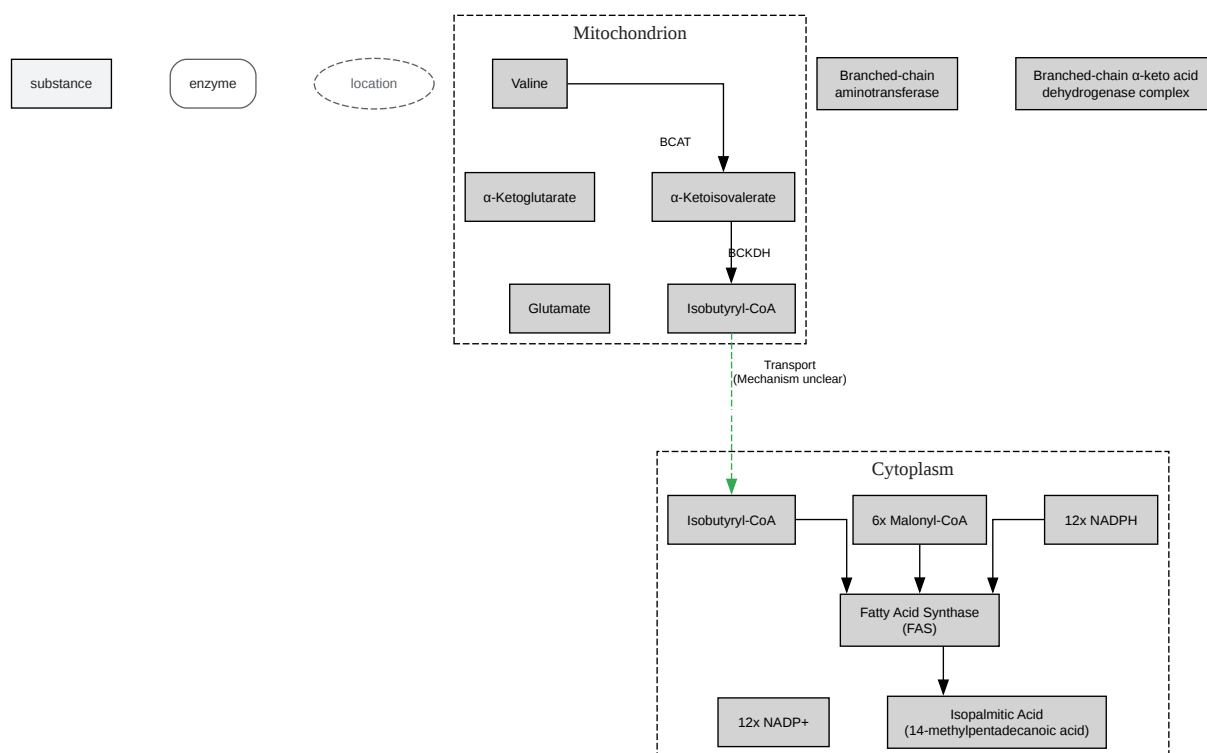 Mitochondrion
substance
enzyme
location
Valine
Branched-chain
aminotransferase
Branched-chain α-keto acid
dehydrogenase complex
BCAT
α-Ketoglutarate
α-Ketoisovalerate
BCKDH
Glutamate
Isobutyryl-CoA
Transport
(Mechanism unclear)
Cytoplasm
Isobutyryl-CoA
6x Malonyl-CoA
12x NADPH
Fatty Acid Synthase
(FAS)
12x NADP+
Isopalmitic Acid
(14-methylpentadecanoic acid)